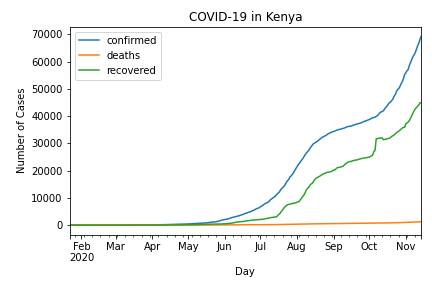 COVID-19 in Kenya
confirmed
deaths
recovered
Number of Cases
70000
60000
50000
40000
30000
20000
10000
0
Feb Mar Apr May Jun Jul Aug Sep Oct Nov
2020
Day